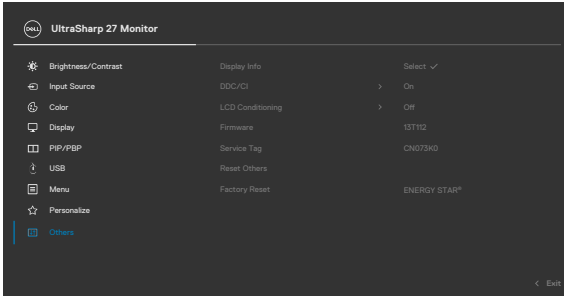 DELL UltraSharp 27 Monitor
Brightness/Contrast Display Info Select ✓
Input Source DDC/CI > On
Color LCD Conditioning > Off
Display Firmware 13T112
PIP/PBP Service Tag CN073K0
USB Reset Others
Menu Factory Reset ENERGY STAR®
Personalize
Others
< Exit